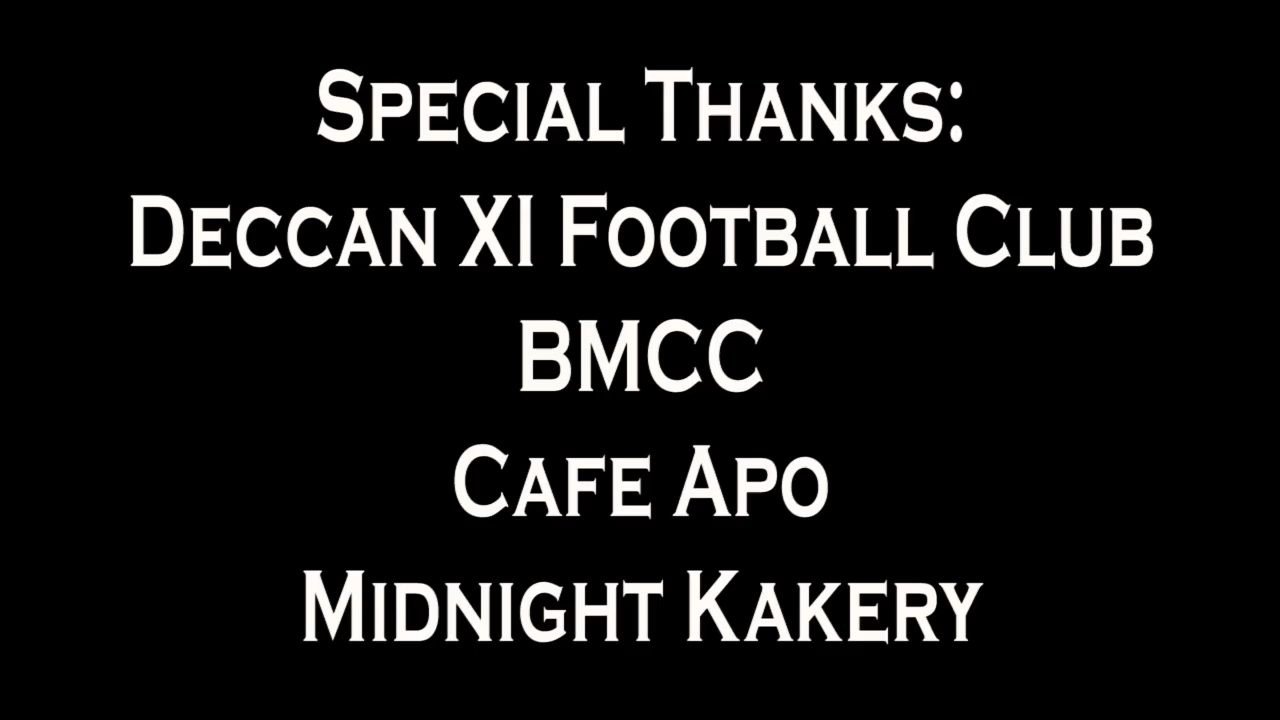 Special Thanks:
Deccan XI Football Club
BMCC
Cafe Apo
Midnight Kakery